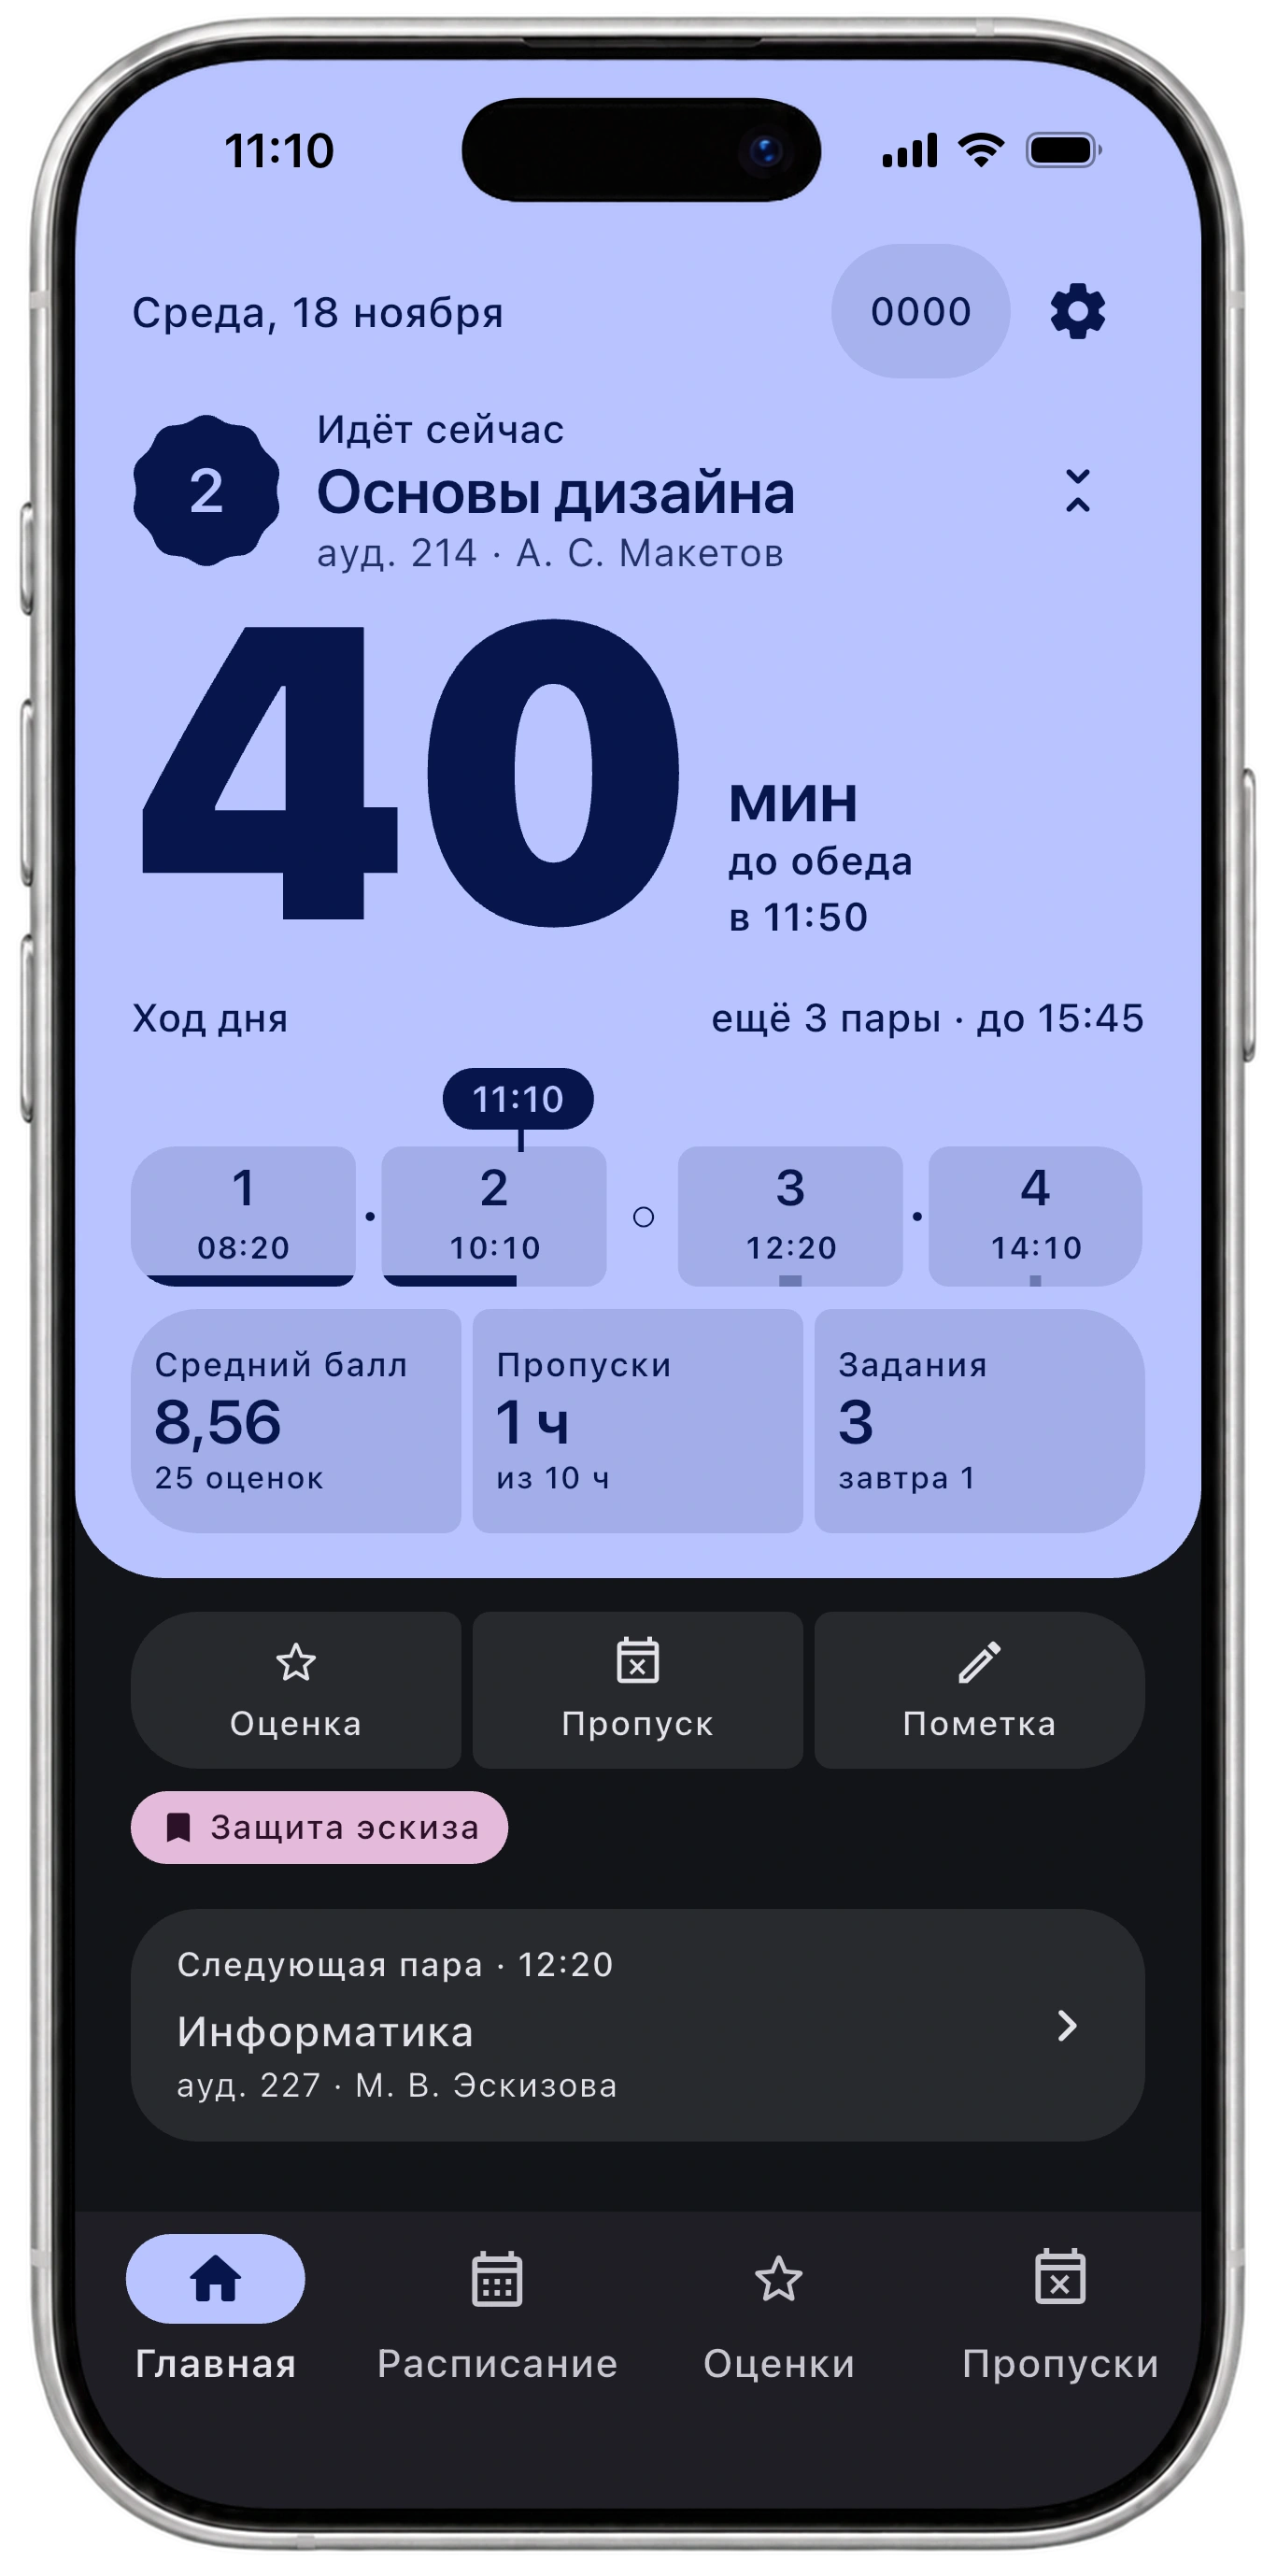 11:10
Среда, 18 ноября
0000
2
Идёт сейчас
Основы дизайна
ауд. 214 · А. С. Макетов
40
мин
до обеда
в 11:50
Ход дня
ещё 3 пары · до 15:45
11:10
1
08:20
2
10:10
3
12:20
4
14:10
Средний балл
8,56
25 оценок
Пропуски
1 ч
из 10 ч
Задания
3
завтра 1
Оценка
Пропуск
Пометка
Защита эскиза
Следующая пара · 12:20
Информатика
ауд. 227 · М. В. Эскизова
Главная
Расписание
Оценки
Пропуски